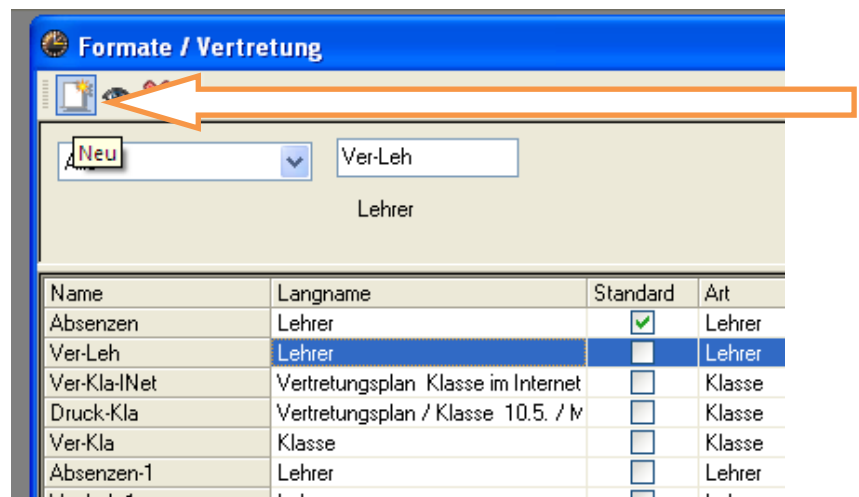 Formate / Vertretung
Neu
Ver-Leh
Lehrer
Name Langname Standard Art
Absenzen Lehrer Lehrer
Ver-Leh Lehrer Lehrer
Ver-Kla-INet Vertretungsplan Klasse im Internet Klasse
Druck-Kla Vertretungsplan / Klasse 10.5. / M Klasse
Ver-Kla Klasse Klasse
Absenzen-1 Lehrer Lehrer